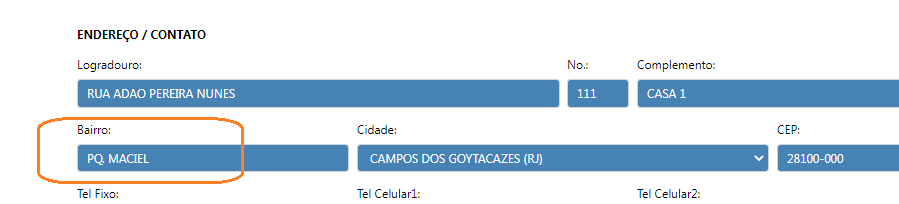 ENDEREÇO / CONTATO
Logradouro: No.: Complemento:
RUA ADAO PEREIRA NUNES 111 CASA 1
Bairro: Cidade: CEP:
PQ. MACIEL CAMPOS DOS GOYTACAZES (RJ) 28100-000
Tel Fixo: Tel Celular1: Tel Celular2: